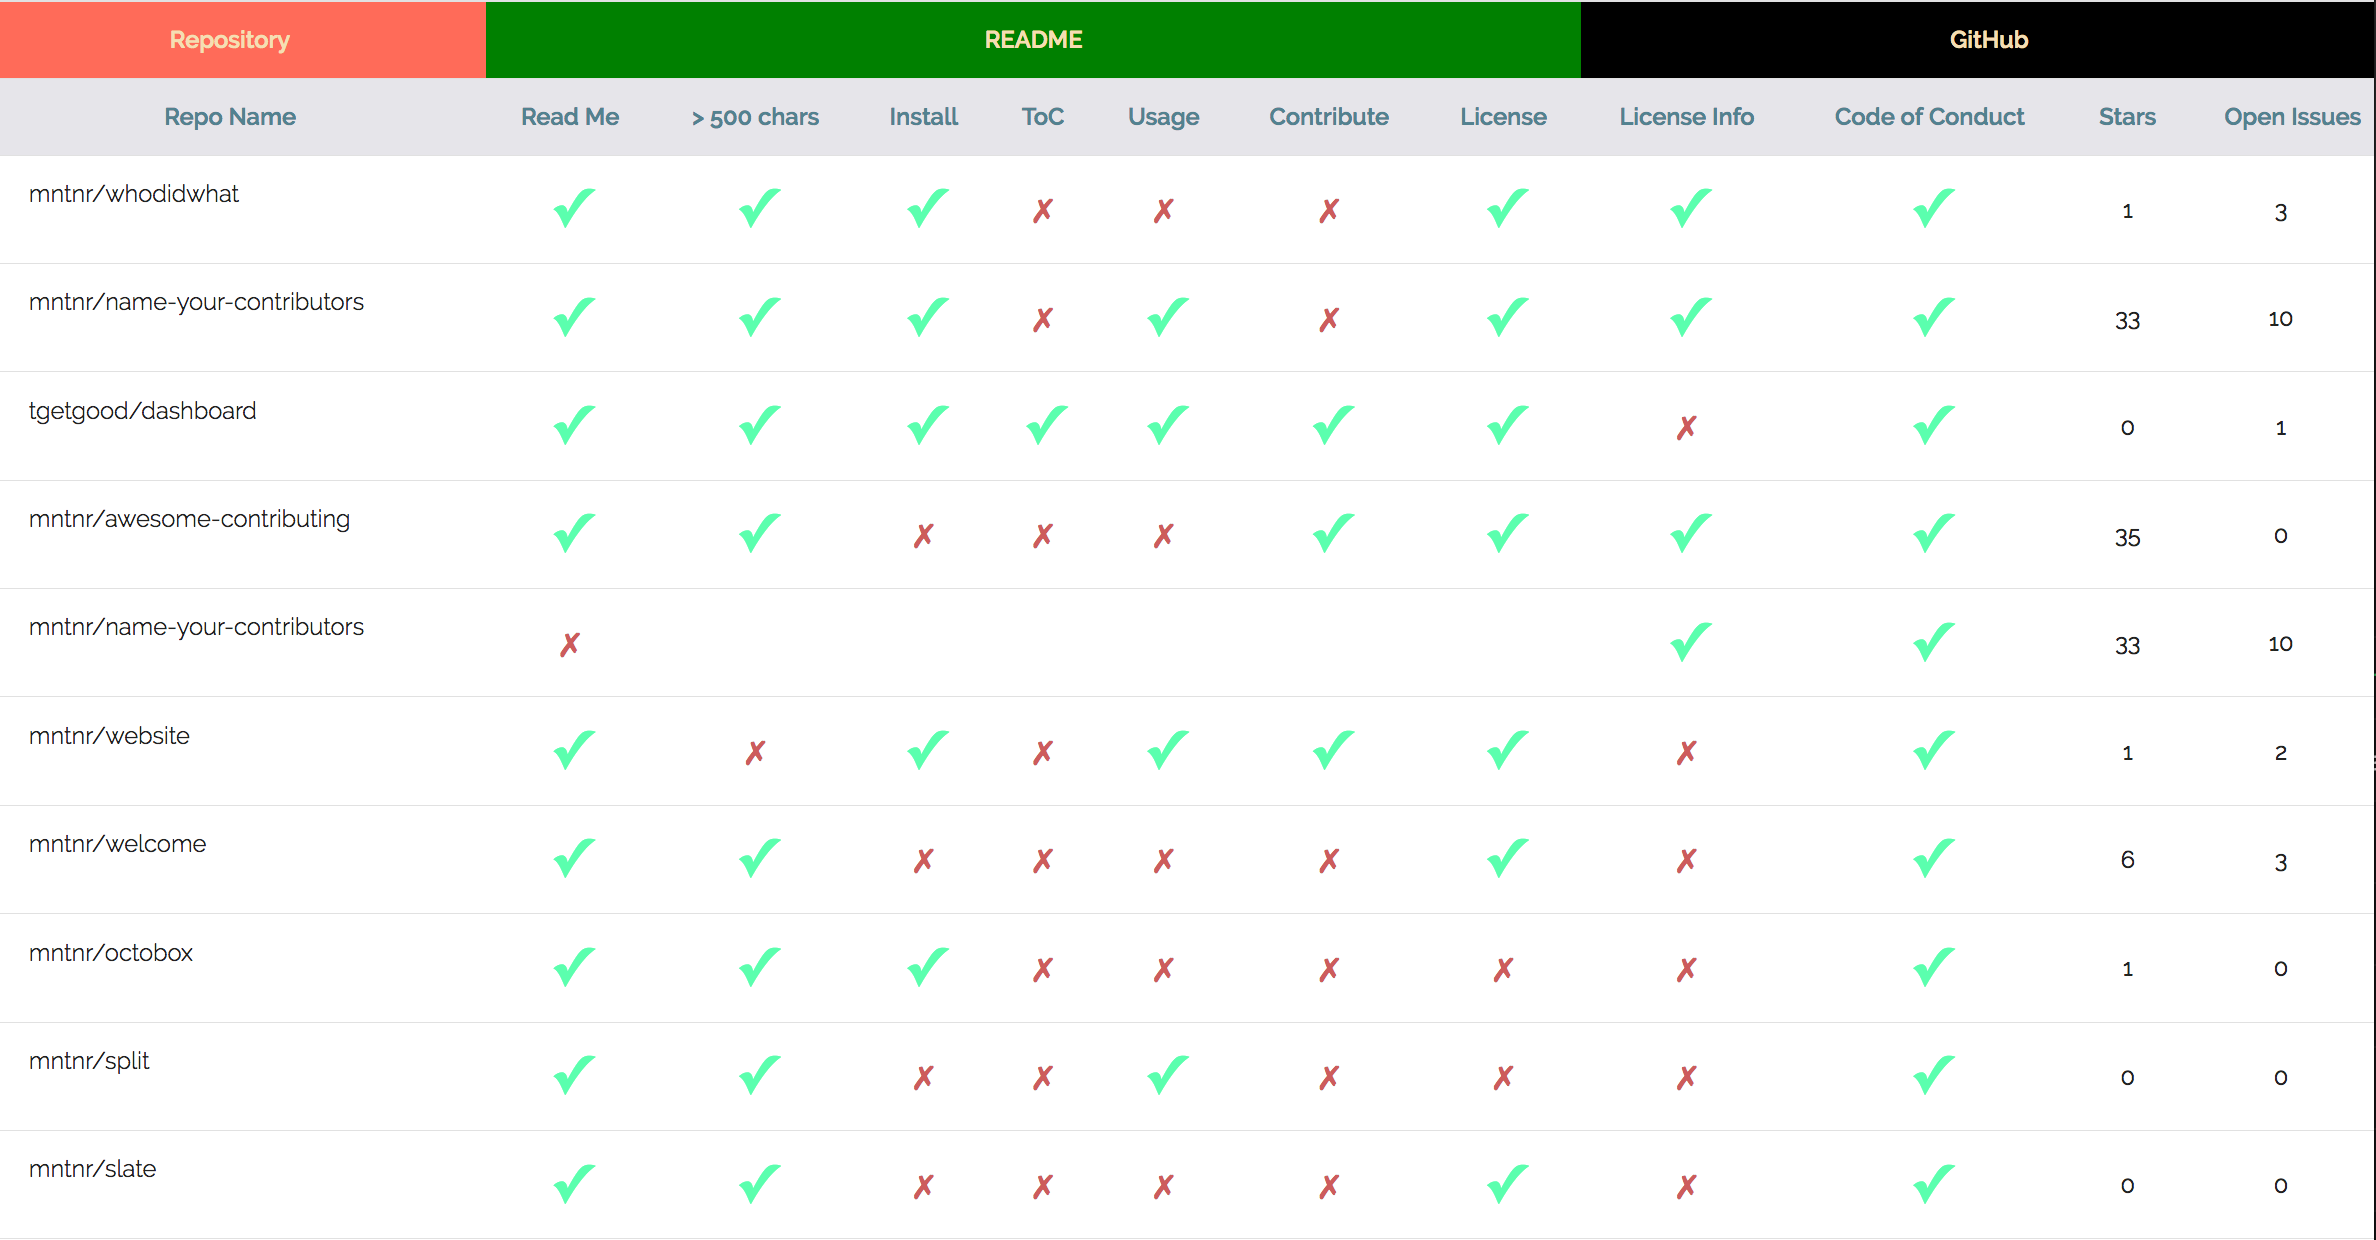 Repository README GitHub
Repo Name Read Me > 500 chars Install ToC Usage Contribute License License Info Code of Conduct Stars Open Issues
mntnr/whodidwhat ✓ ✓ ✓ ✗ ✗ ✗ ✓ ✓ ✓ 1 3
mntnr/name-your-contributors ✓ ✓ ✓ ✗ ✓ ✗ ✓ ✓ ✓ 33 10
tgetgood/dashboard ✓ ✓ ✓ ✓ ✓ ✓ ✓ ✗ ✓ 0 1
mntnr/awesome-contributing ✓ ✓ ✗ ✗ ✗ ✓ ✓ ✓ ✓ 35 0
mntnr/name-your-contributors ✗ ✓ ✓ 33 10
mntnr/website ✓ ✗ ✓ ✗ ✓ ✓ ✓ ✗ ✓ 1 2
mntnr/welcome ✓ ✓ ✗ ✗ ✗ ✗ ✓ ✗ ✓ 6 3
mntnr/octobox ✓ ✓ ✓ ✗ ✗ ✗ ✗ ✗ ✓ 1 0
mntnr/split ✓ ✓ ✗ ✗ ✓ ✗ ✗ ✗ ✓ 0 0
mntnr/slate ✓ ✓ ✗ ✗ ✗ ✗ ✓ ✗ ✓ 0 0